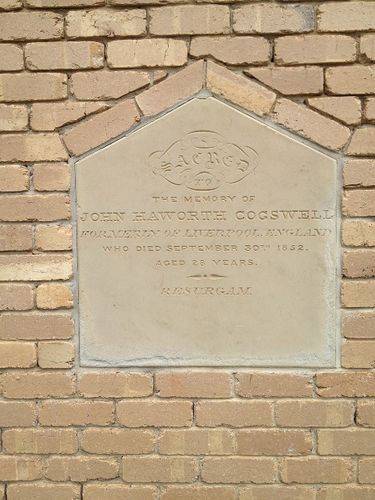 SACRED
TO
THE MEMORY OF
JOHN HAWORTH COGSWELL
FORMERLY OF LIVERPOOL, ENGLAND
WHO DIED SEPTEMBER 30TH 1852.
AGED 28 YEARS.
RESURGAM.